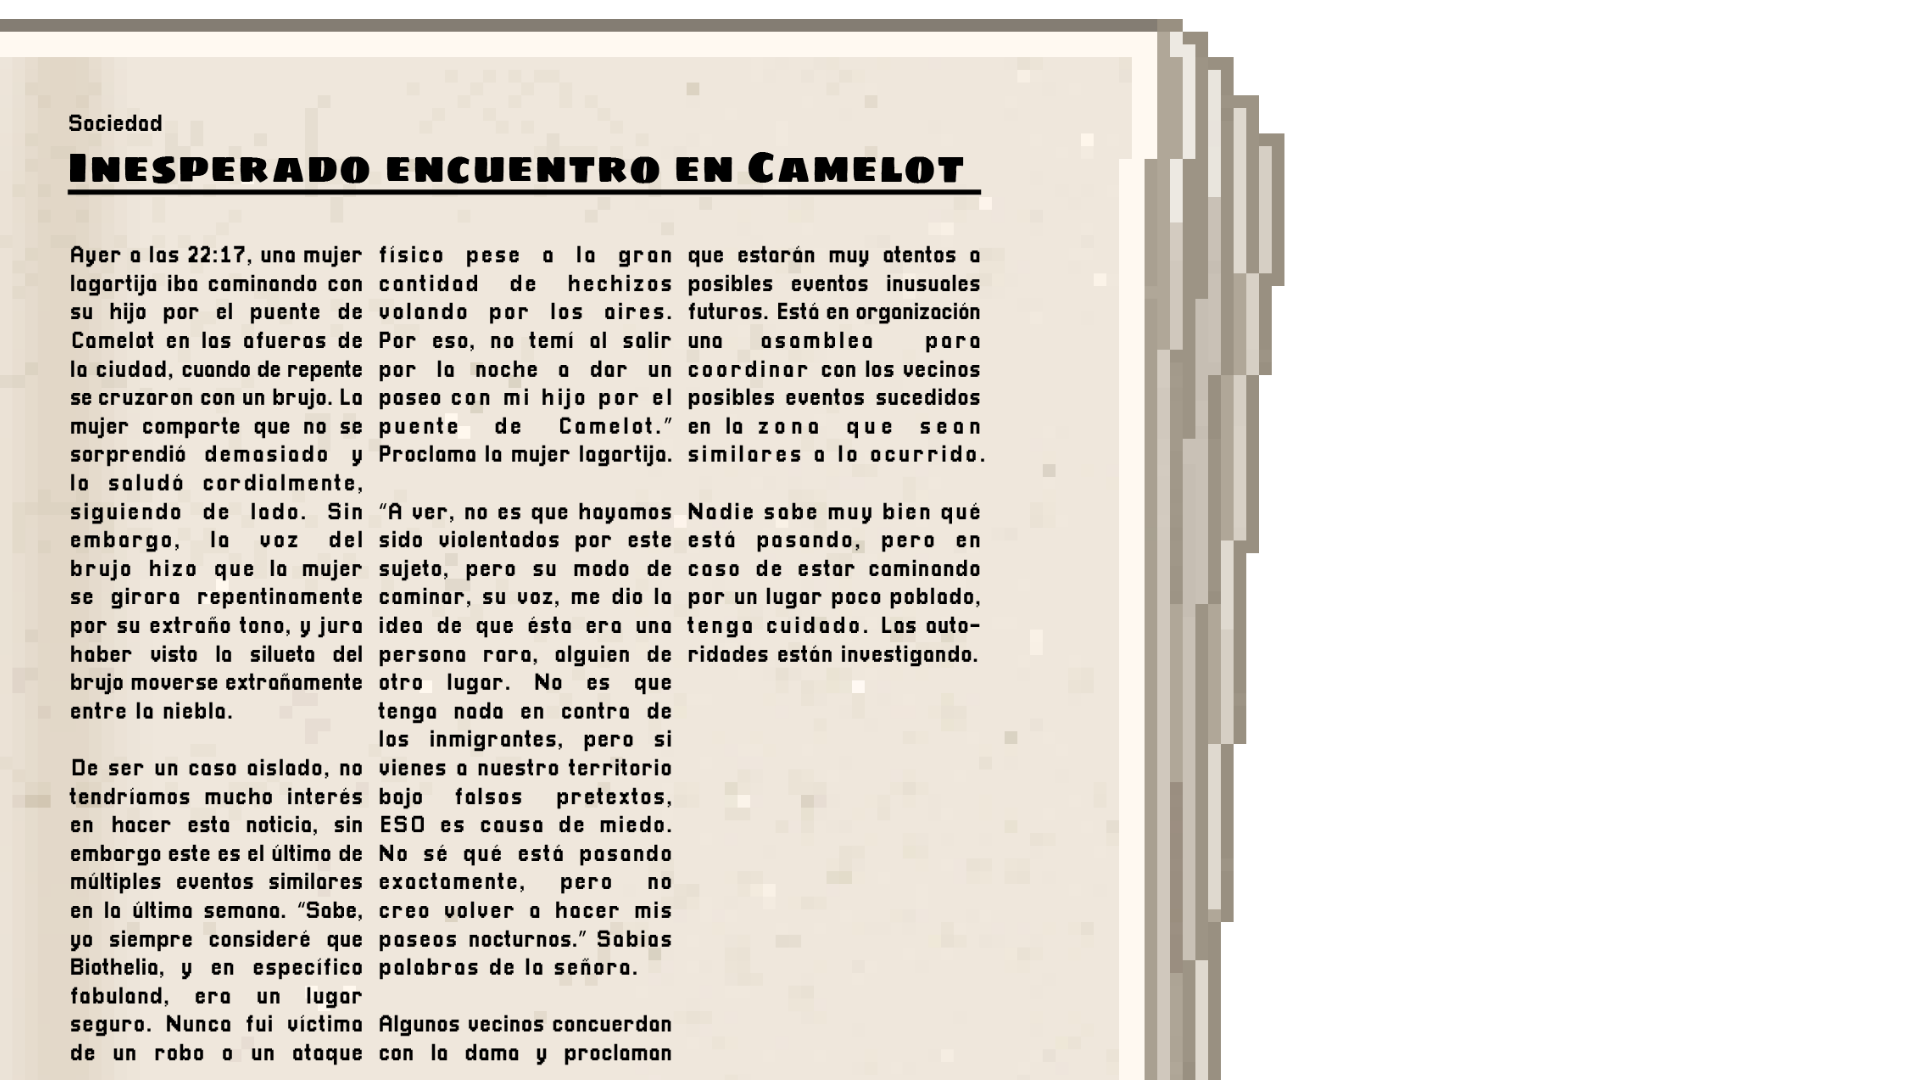 Sociedad
Inesperado encuentro en Camelot
Ayer a las 22:17, una mujer
lagartija iba caminando con
su hijo por el puente de
Camelot en las afueras de
la ciudad, cuando de repente
se cruzaron con un brujo. La
mujer comparte que no se
sorprendió demasiado y
lo saludó cordialmente,
siguiendo de lado. Sin
embargo, la voz del
brujo hizo que la mujer
se girara repentinamente
por su extraño tono, y jura
haber visto la silueta del
brujo moverse extrañamente
entre la niebla.
De ser un caso aislado, no
tendríamos mucho interés
en hacer esta noticia, sin
embargo este es el último de
múltiples eventos similares
en la última semana. “Sabe,
yo siempre consideré que
Biothelia, y en específico
fabuland, era un lugar
seguro. Nunca fui víctima
de un robo o un ataque
físico pese a la gran
cantidad de hechizos
volando por los aires.
Por eso, no temí al salir
por la noche a dar un
paseo con mi hijo por el
puente de Camelot.”
Proclama la mujer lagartija.
“A ver, no es que hayamos
sido violentados por este
sujeto, pero su modo de
caminar, su voz, me dio la
idea de que ésta era una
persona rara, alguien de
otro lugar. No es que
tenga nada en contra de
los inmigrantes, pero si
vienes a nuestro territorio
bajo falsos pretextos,
ESO es causa de miedo.
No sé qué está pasando
exactamente, pero no
creo volver a hacer mis
paseos nocturnos.” Sabias
palabras de la señora.
Algunos vecinos concuerdan
con la dama y proclaman
que estarán muy atentos a
posibles eventos inusuales
futuros. Está en organización
una asamblea para
coordinar con los vecinos
posibles eventos sucedidos
en la zona que sean
similares a lo ocurrido.
Nadie sabe muy bien qué
está pasando, pero en
caso de estar caminando
por un lugar poco poblado,
tenga cuidado. Las auto-
ridades están investigando.